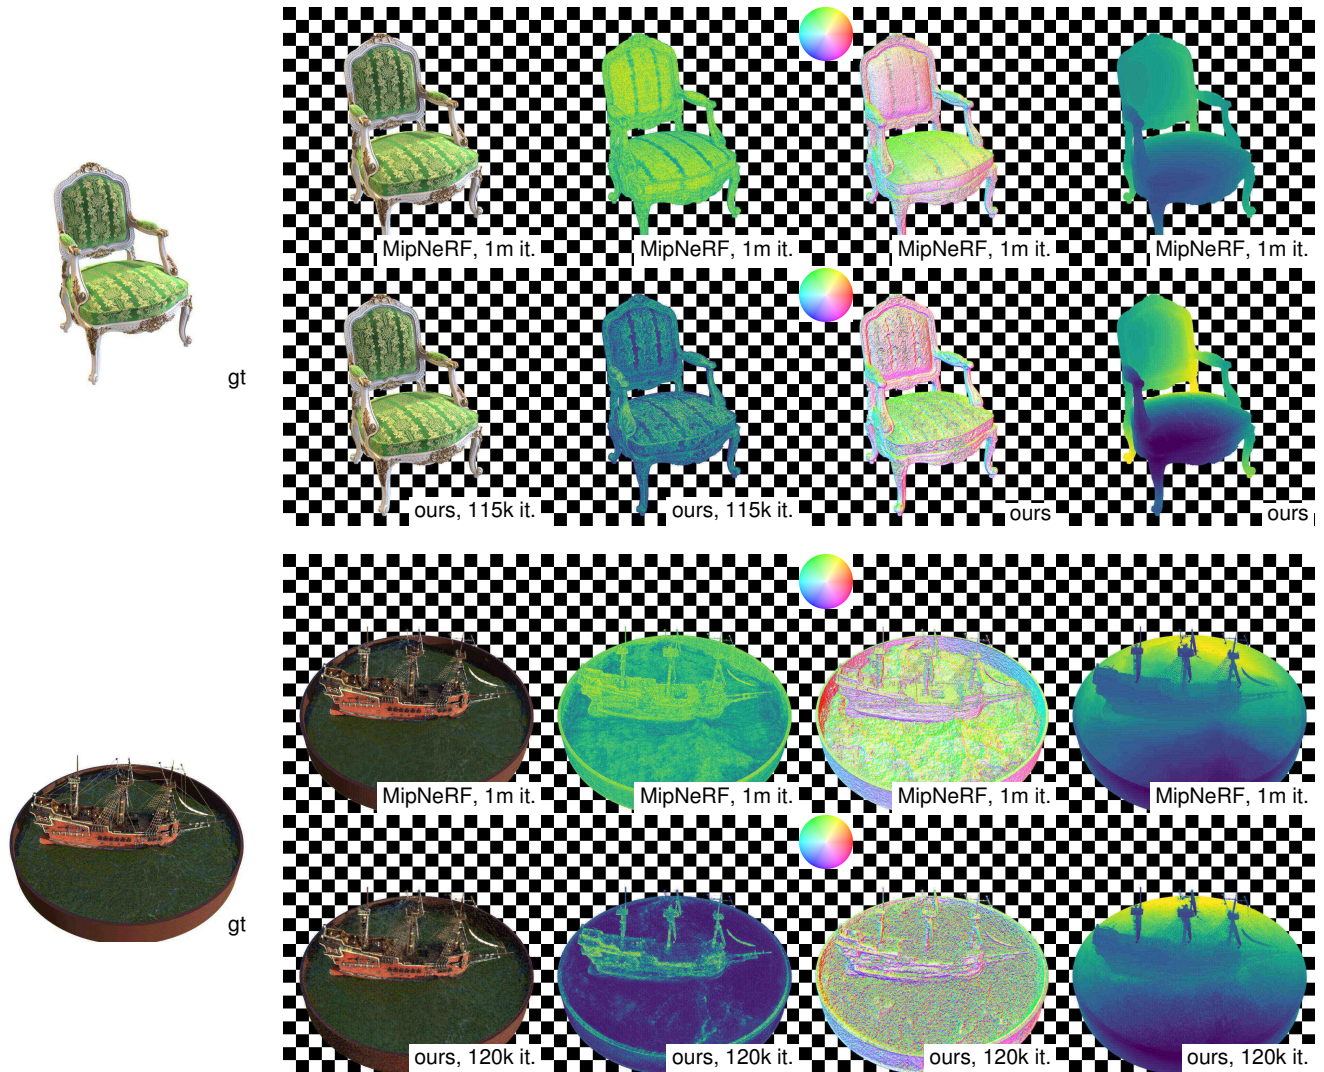 MipNeRF, 1m it.
MipNeRF, 1m it.
MipNeRF, 1m it.
MipNeRF, 1m it.
gt
ours, 115k it.
ours, 115k it.
ours
ours
MipNeRF, 1m it.
MipNeRF, 1m it.
MipNeRF, 1m it.
MipNeRF, 1m it.
gt
ours, 120k it.
ours, 120k it.
ours, 120k it.
ours, 120k it.